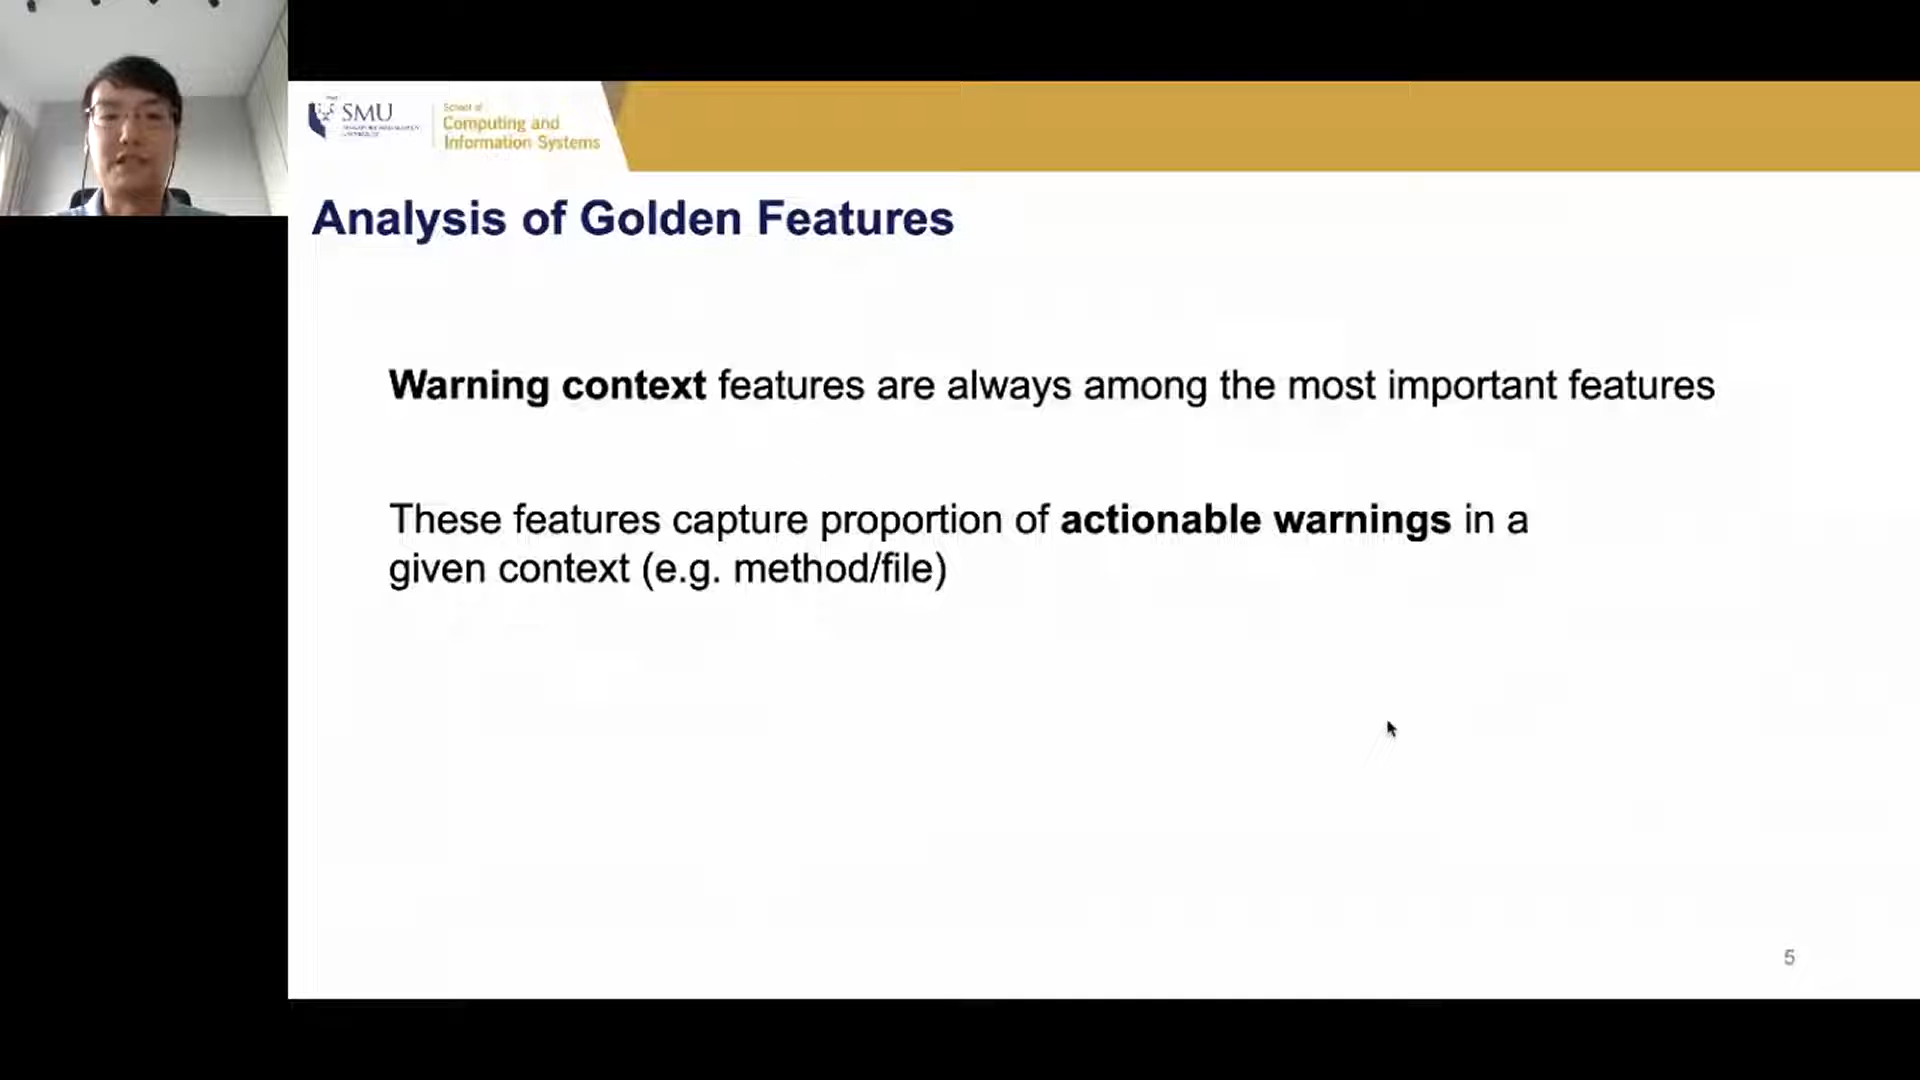 SMU
School of
Computing and
Information Systems
Analysis of Golden Features
Warning context features are always among the most important features
These features capture proportion of actionable warnings in a
given context (e.g. method/file)
5